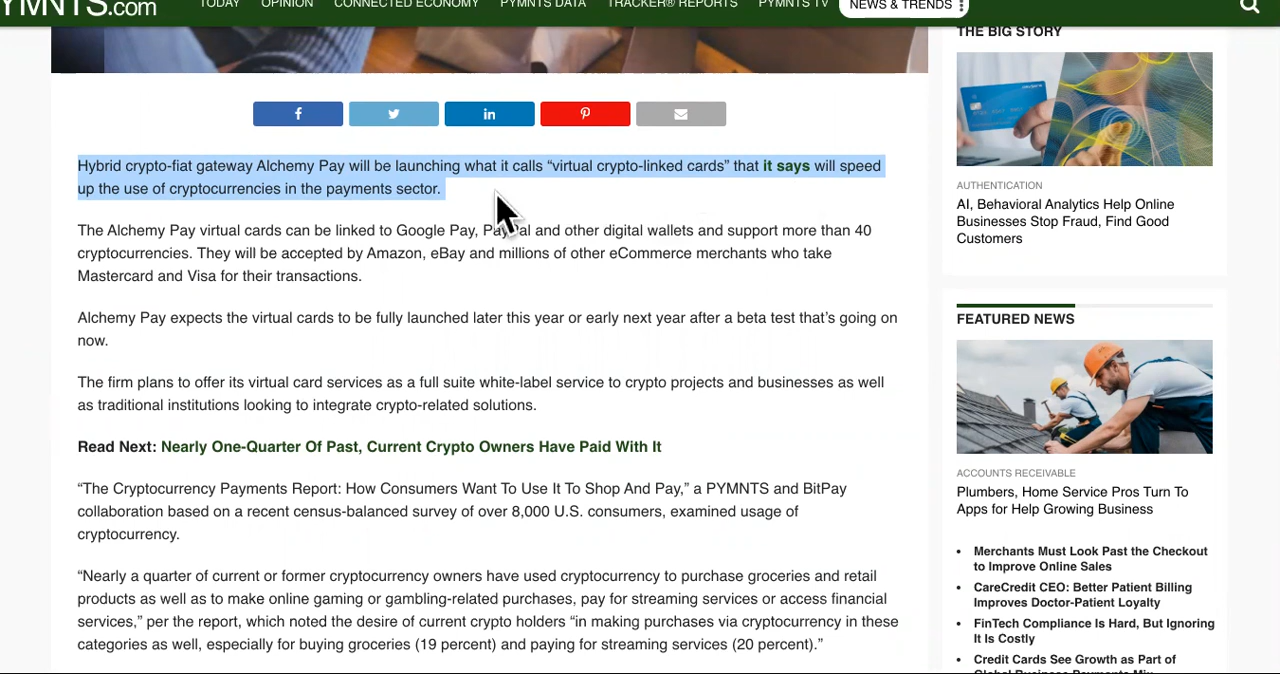 PYMNTS.com
TODAY OPINION CONNECTED ECONOMY PYMNTS DATA TRACKER® REPORTS PYMNTS TV NEWS & TRENDS
Hybrid crypto-fiat gateway Alchemy Pay will be launching what it calls “virtual crypto-linked cards” that it says will speed
up the use of cryptocurrencies in the payments sector.
The Alchemy Pay virtual cards can be linked to Google Pay, PayPal and other digital wallets and support more than 40
cryptocurrencies. They will be accepted by Amazon, eBay and millions of other eCommerce merchants who take
Mastercard and Visa for their transactions.
Alchemy Pay expects the virtual cards to be fully launched later this year or early next year after a beta test that’s going on
now.
The firm plans to offer its virtual card services as a full suite white-label service to crypto projects and businesses as well
as traditional institutions looking to integrate crypto-related solutions.
Read Next: Nearly One-Quarter Of Past, Current Crypto Owners Have Paid With It
“The Cryptocurrency Payments Report: How Consumers Want To Use It To Shop And Pay,” a PYMNTS and BitPay
collaboration based on a recent census-balanced survey of over 8,000 U.S. consumers, examined usage of
cryptocurrency.
“Nearly a quarter of current or former cryptocurrency owners have used cryptocurrency to purchase groceries and retail
products as well as to make online gaming or gambling-related purchases, pay for streaming services or access financial
services,” per the report, which noted the desire of current crypto holders “in making purchases via cryptocurrency in these
categories as well, especially for buying groceries (19 percent) and paying for streaming services (20 percent).”
THE BIG STORY
AUTHENTICATION
AI, Behavioral Analytics Help Online
Businesses Stop Fraud, Find Good
Customers
FEATURED NEWS
ACCOUNTS RECEIVABLE
Plumbers, Home Service Pros Turn To
Apps for Help Growing Business
• Merchants Must Look Past the Checkout
to Improve Online Sales
• CareCredit CEO: Better Patient Billing
Improves Doctor-Patient Loyalty
• FinTech Compliance Is Hard, But Ignoring
It Is Costly
• Credit Cards See Growth as Part of
Global Business Payments Mix